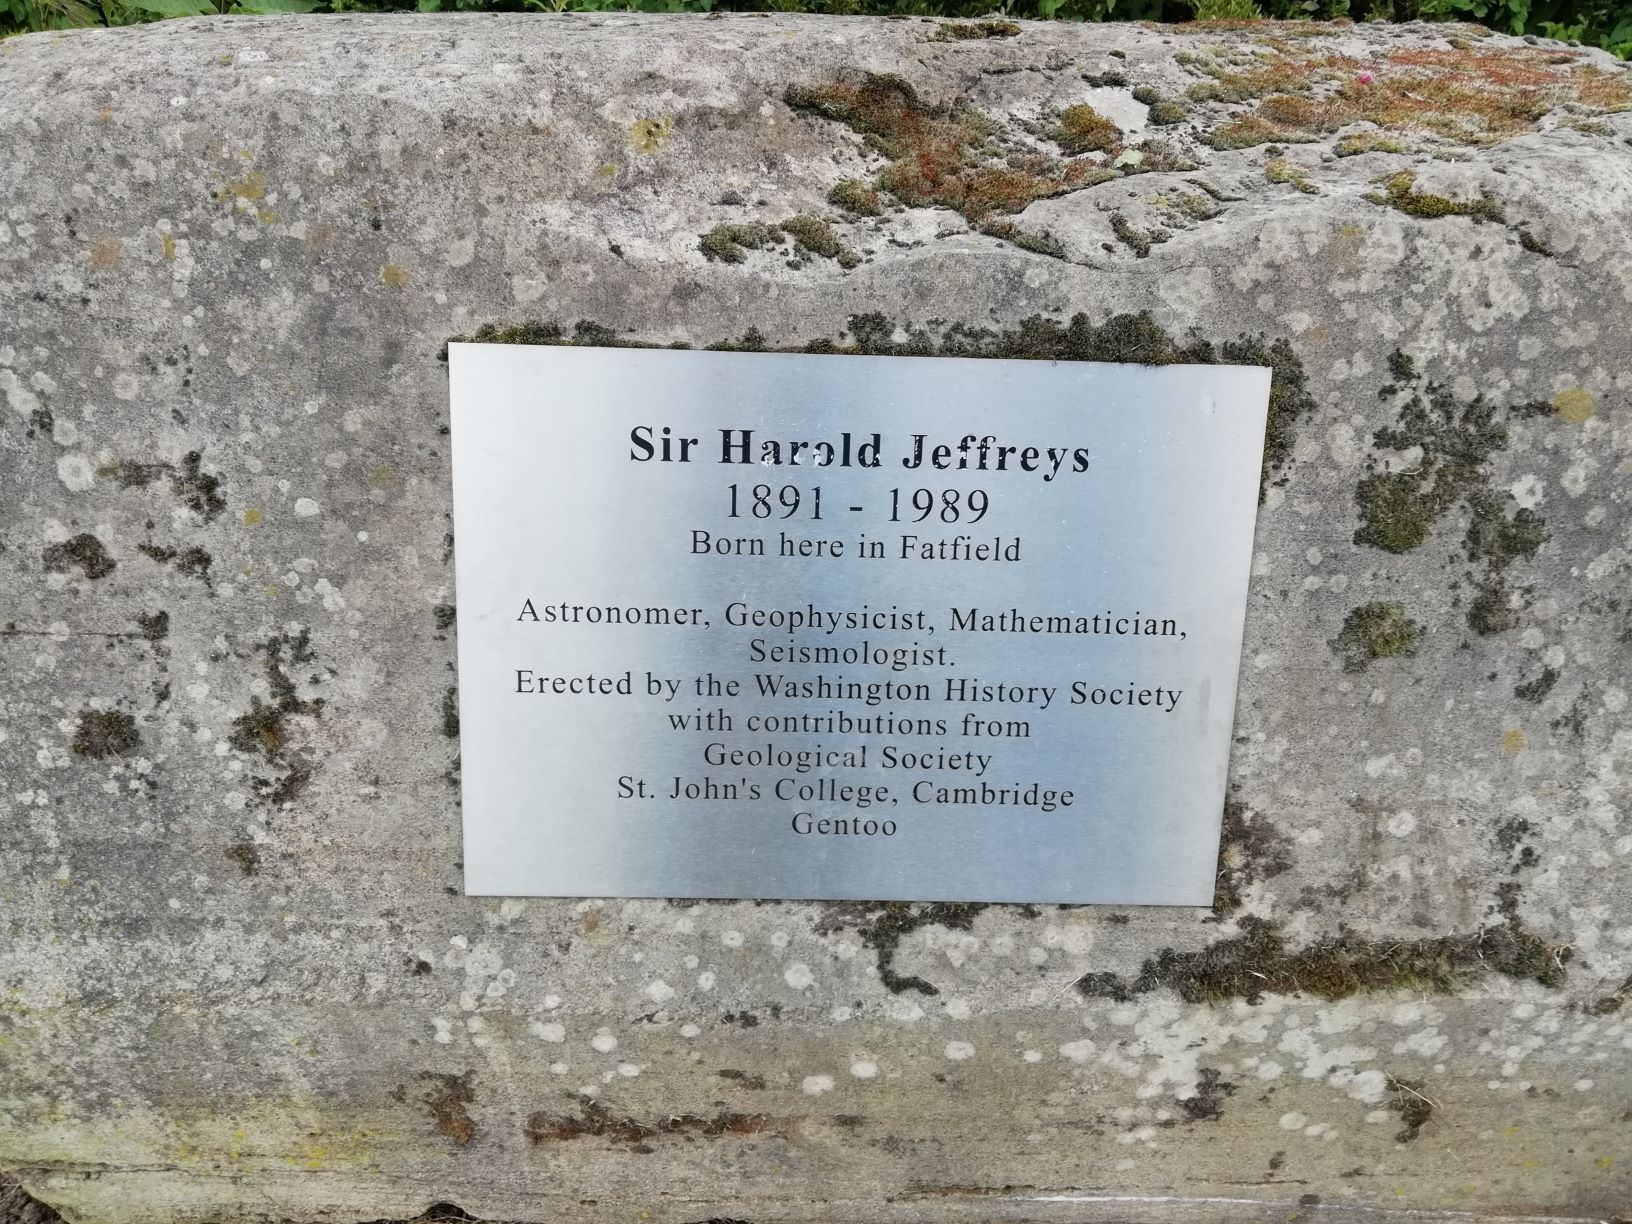 Sir Harold Jeffreys
1891 - 1989
Born here in Fatfield
Astronomer, Geophysicist, Mathematician,
Seismologist.
Erected by the Washington History Society
with contributions from
Geological Society
St. John's College, Cambridge
Gentoo